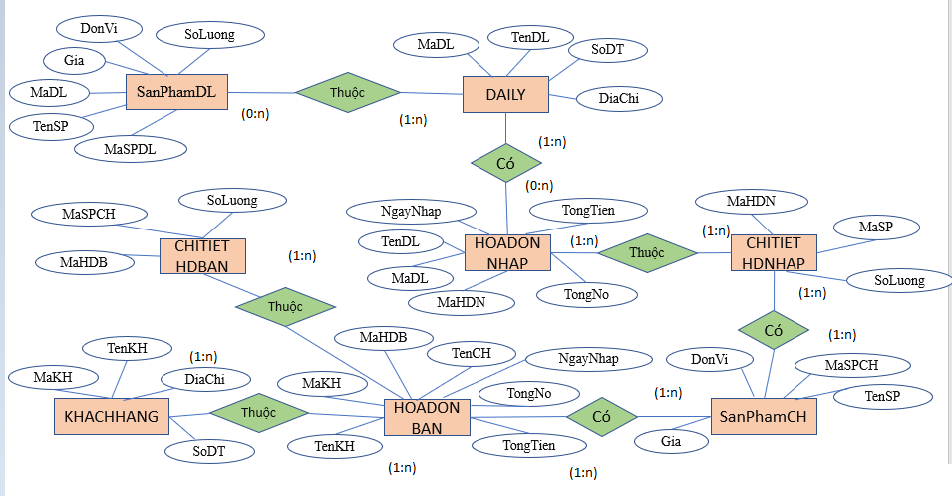 DonVi
SoLuong
Gia
MaDL
TenSP
MaSPDL
SanPhamDL
(0:n)
Thuộc
(1:n)
MaDL
TenDL
SoDT
DiaChi
DAILY
(1:n)
Có
(0:n)
MaSPCH
SoLuong
MaHDB
CHITIET
HDBAN
(1:n)
Thuộc
NgayNhap
TongTien
TenDL
MaDL
MaHDN
TongNo
HOADON
NHAP
(1:n)
Thuộc
(1:n)
MaHDN
MaSP
SoLuong
CHITIET
HDNHAP
(1:n)
Có
(1:n)
TenKH
(1:n)
MaKH
DiaChi
KHACHHANG
SoDT
Thuộc
MaHDB
TenCH
NgayNhap
MaKH
TongNo
HOADON
BAN
TenKH
TongTien
(1:n)
Có
(1:n)
(1:n)
DonVi
MaSPCH
TenSP
SanPhamCH
Gia